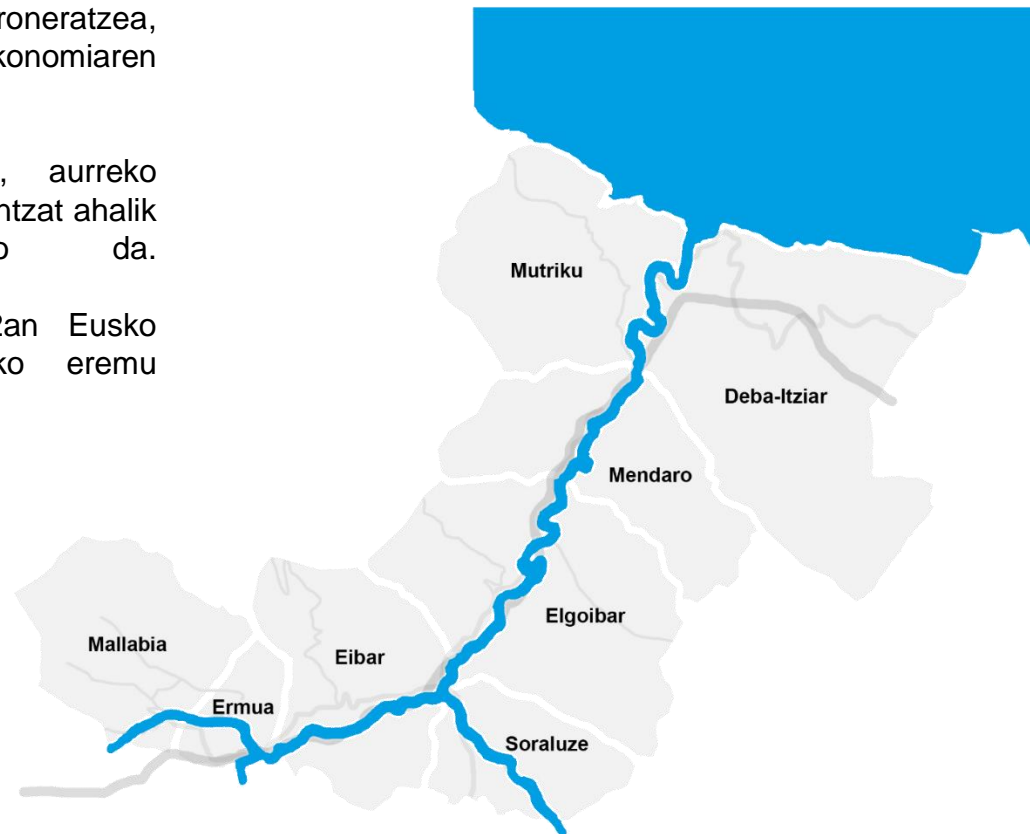 roneratzea,
konomiaren
, aurreko
ntzat ahalik
o da.
2an Eusko
ko eremu
Mutriku
Deba-Itziar
Mendaro
Elgoibar
Mallabia
Eibar
Ermua
Soraluze